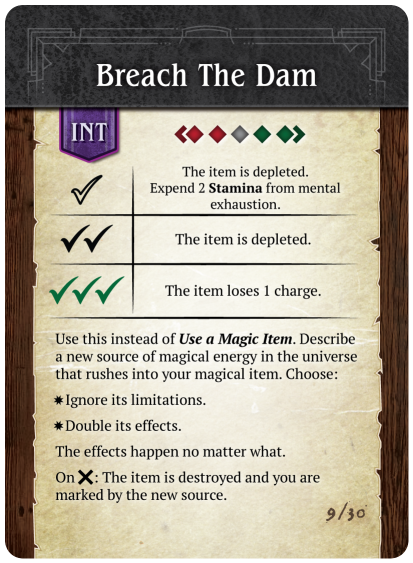 Breach The Dam
INT
The item is depleted.
Expend 2 Stamina from mental
exhaustion.
The item is depleted.
The item loses 1 charge.
Use this instead of Use a Magic Item. Describe
a new source of magical energy in the universe
that rushes into your magical item. Choose:
✷Ignore its limitations.
✷Double its effects.
The effects happen no matter what.
On ✕: The item is destroyed and you are
marked by the new source.
9/30